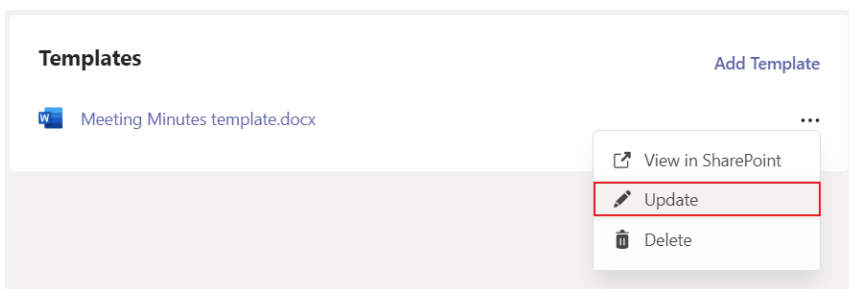 Templates
Add Template
W
Meeting Minutes template.docx
...
View in SharePoint
Update
Delete